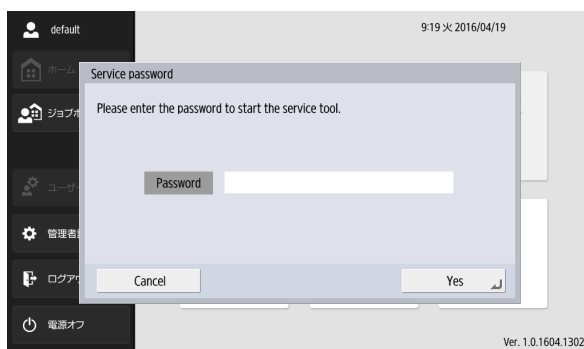 default
9:19 火 2016/04/19
ホーム
Service password
Please enter the password to start the service tool.
ジョブ
Password
ユーザー
管理者
ログアウ
Cancel
Yes
電源オフ
Ver. 1.0.1604.1302